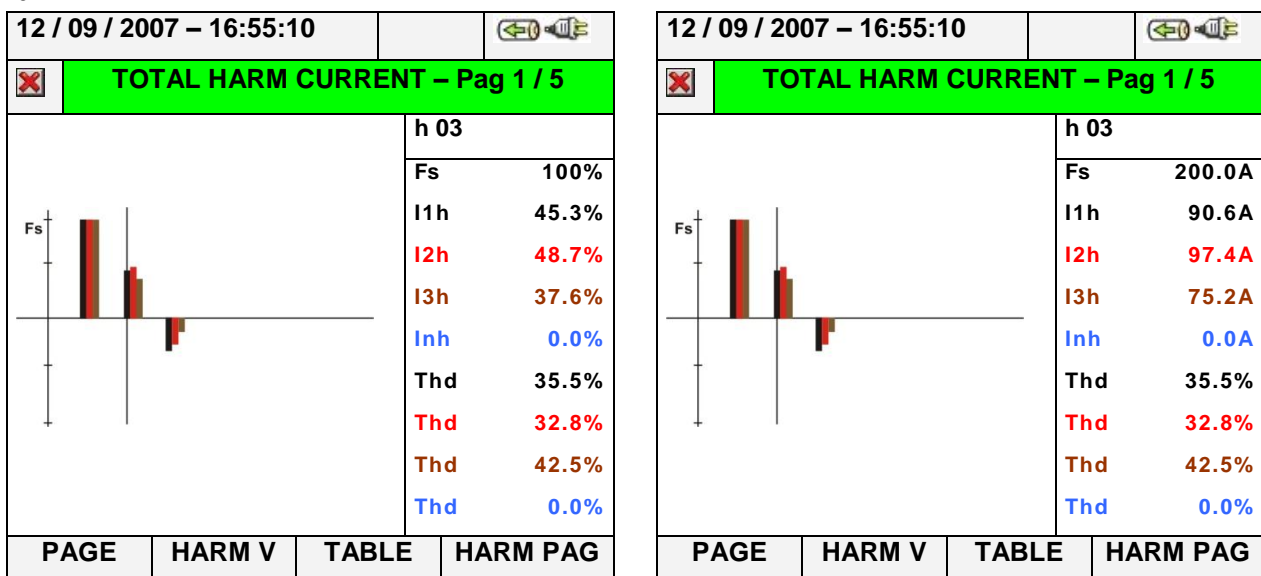 12 / 09 / 2007 – 16:55:10
TOTAL HARM CURRENT – Pag 1 / 5
h 03
Fs 100%
I1h 45.3%
I2h 48.7%
I3h 37.6%
Inh 0.0%
Thd 35.5%
Thd 32.8%
Thd 42.5%
Thd 0.0%
Fs
PAGE HARM V TABLE HARM PAG
12 / 09 / 2007 – 16:55:10
TOTAL HARM CURRENT – Pag 1 / 5
h 03
Fs 200.0A
I1h 90.6A
I2h 97.4A
I3h 75.2A
Inh 0.0A
Thd 35.5%
Thd 32.8%
Thd 42.5%
Thd 0.0%
Fs
PAGE HARM V TABLE HARM PAG